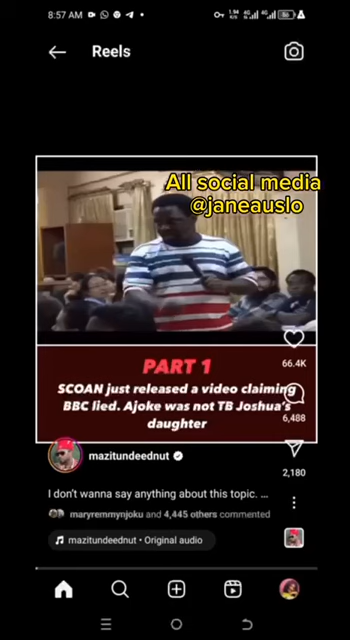 8:57 AM
Reels
All social media
@janeauslo
PART 1
SCOAN just released a video claiming
BBC lied. Ajoke was not TB Joshua's
daughter
66.4K
6,488
2,180
mazitundeednut
I don't wanna say anything about this topic. ...
maryremmynjoku and 4,445 others commented
mazitundeednut • Original audio